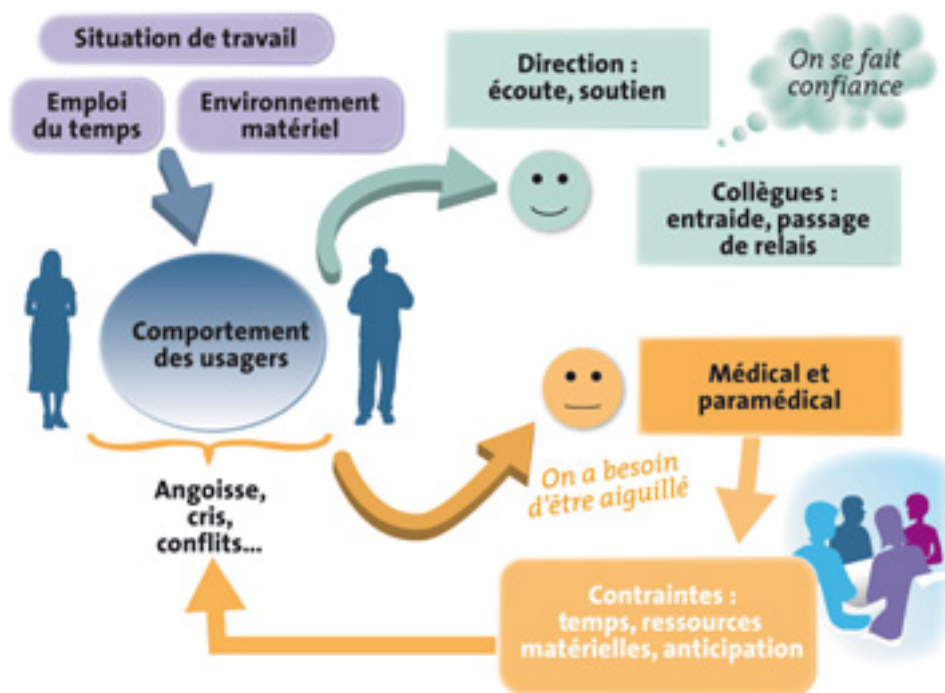 Situation de travail
Emploi
du temps
Environnement
matériel
Direction :
écoute, soutien
On se fait
confiance
Collègues :
entraide, passage
de relais
Comportement
des usagers
Médical et
paramédical
On a besoin
d'être aiguillé
Angoisse,
cris,
conflits...
Contraintes :
temps, ressources
matérielles, anticipation